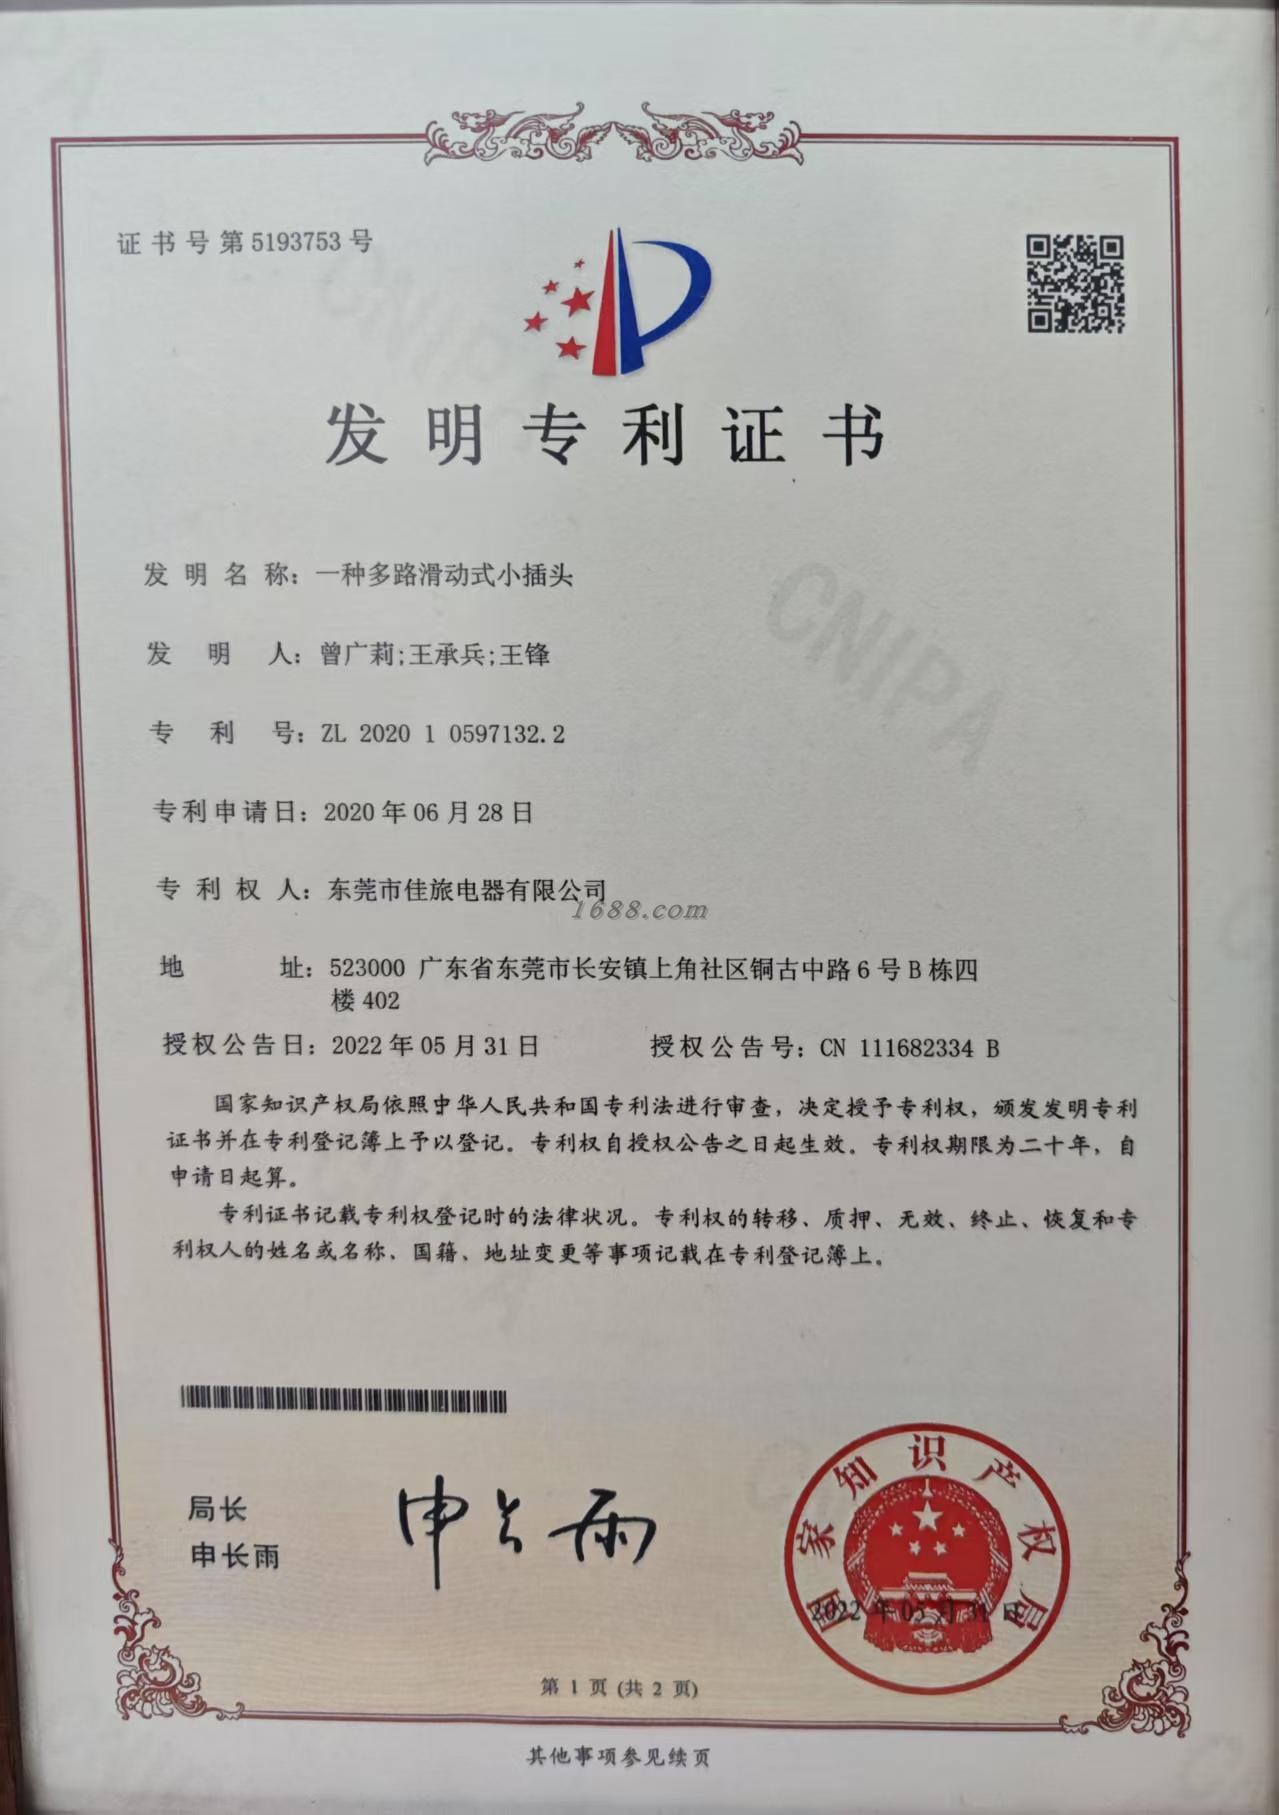 证书号第5193753号
发明专利证书
发明名称：一种多路滑动式小插头
发明人：曾广莉;王承兵;王锋
专利号：ZL 2020 1 0597132.2
专利申请日：2020年06月28日
专利权人：东莞市佳旅电器有限公司
1688.com
地址：523000 广东省东莞市长安镇上角社区铜古中路6号B栋四
楼402
授权公告日：2022年05月31日 授权公告号：CN 111682334 B
国家知识产权局依照中华人民共和国专利法进行审查，决定授予专利权，颁发发明专利
证书并在专利登记簿上予以登记。专利权自授权公告之日起生效。专利权期限为二十年，自
申请日起算。
专利证书记载专利权登记时的法律状况。专利权的转移、质押、无效、终止、恢复和专
利权人的姓名或名称、国籍、地址变更等事项记载在专利登记簿上。
局长
申长雨
申长雨
国家知识产权局
2022年05月31日
第1页(共2页)
其他事项参见续页
CNIPA